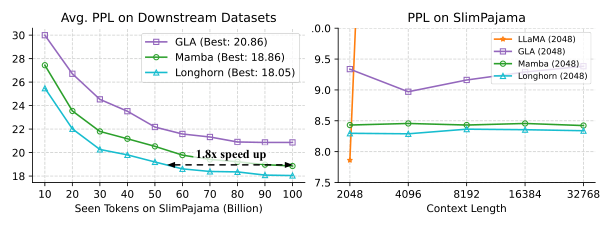 Avg. PPL on Downstream Datasets
GLA (Best: 20.86)
Mamba (Best: 18.86)
Longhorn (Best: 18.05)
1.8x speed up
30
28
26
24
22
20
18
10 20 30 40 50 60 70 80 90 100
Seen Tokens on SlimPajama (Billion)
PPL on SlimPajama
LLaMA (2048)
GLA (2048)
Mamba (2048)
Longhorn (2048)
.0
9.5
9.0
8.5
8.0
7.5
2048 4096 8192 16384 32768
Context Length